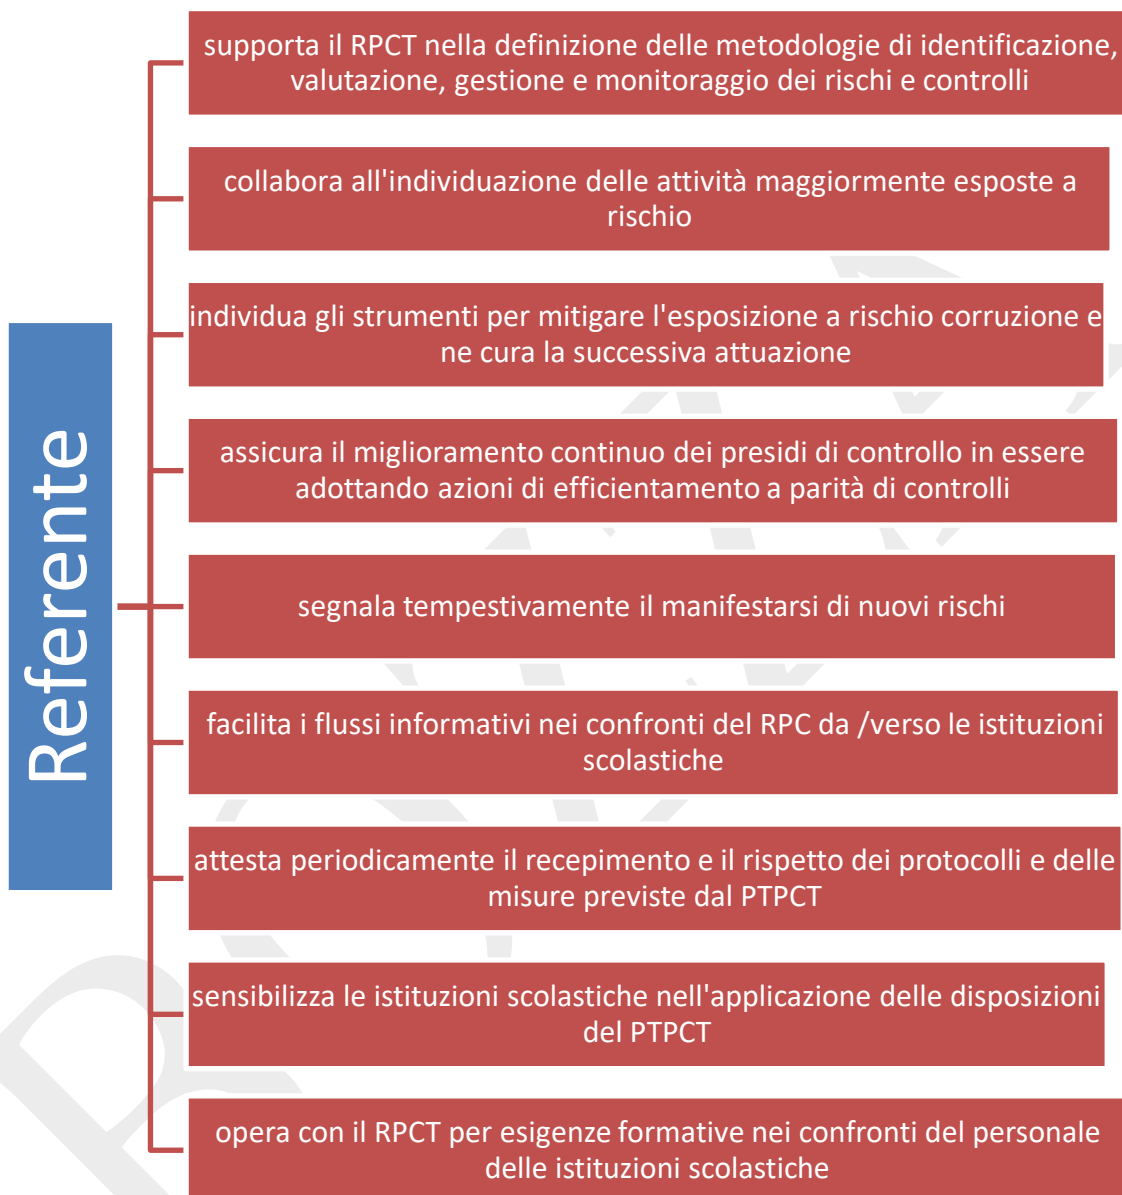 Referente
supporta il RPCT nella definizione delle metodologie di identificazione,
valutazione, gestione e monitoraggio dei rischi e controlli
collabora all'individuazione delle attività maggiormente esposte a
rischio
individua gli strumenti per mitigare l'esposizione a rischio corruzione e
ne cura la successiva attuazione
assicura il miglioramento continuo dei presidi di controllo in essere
adottando azioni di efficientamento a parità di controlli
segnala tempestivamente il manifestarsi di nuovi rischi
facilita i flussi informativi nei confronti del RPC da /verso le istituzioni
scolastiche
attesta periodicamente il recepimento e il rispetto dei protocolli e delle
misure previste dal PTPCT
sensibilizza le istituzioni scolastiche nell'applicazione delle disposizioni
del PTPCT
opera con il RPCT per esigenze formative nei confronti del personale
delle istituzioni scolastiche